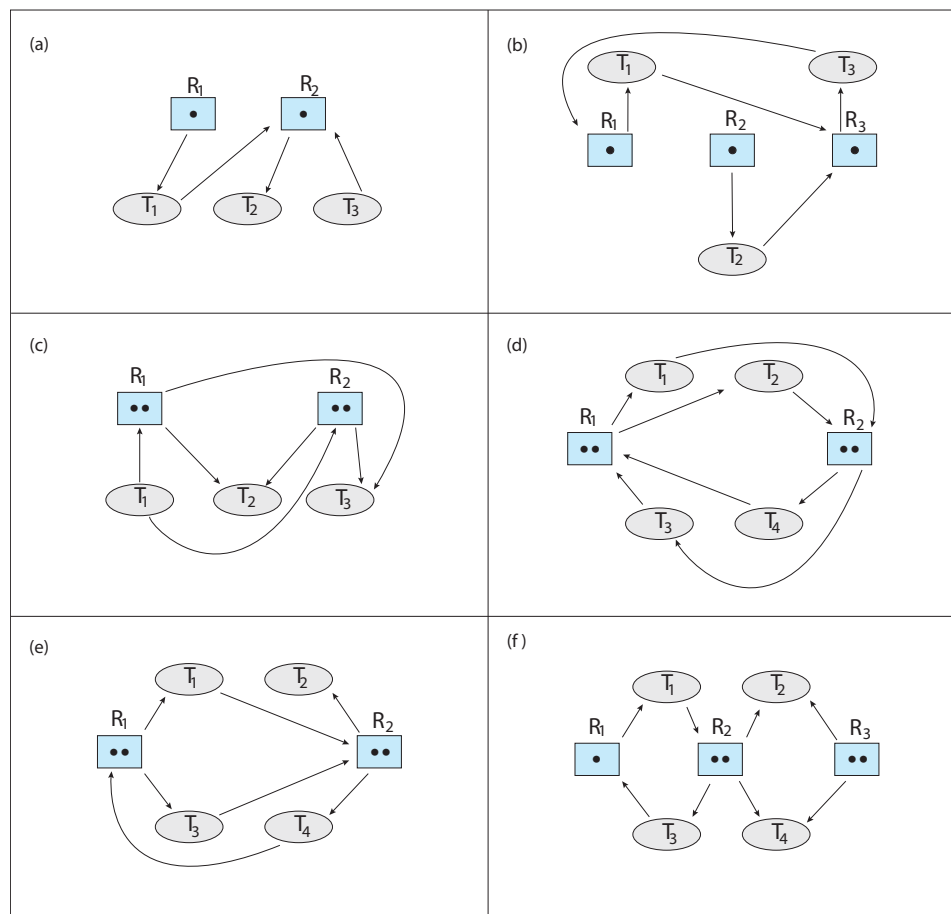 (a)
R₁ R₂
T₁ T₂ T₃
(b)
T₁ T₃
R₁ R₂ R₃
T₂
(c)
R₁ R₂
T₁ T₂ T₃
(d)
T₁ T₂
R₁ R₂
T₃ T₄
(e)
T₁ T₂
R₁ R₂
T₃ T₄
(f)
T₁ T₂
R₁ R₂ R₃
T₃ T₄